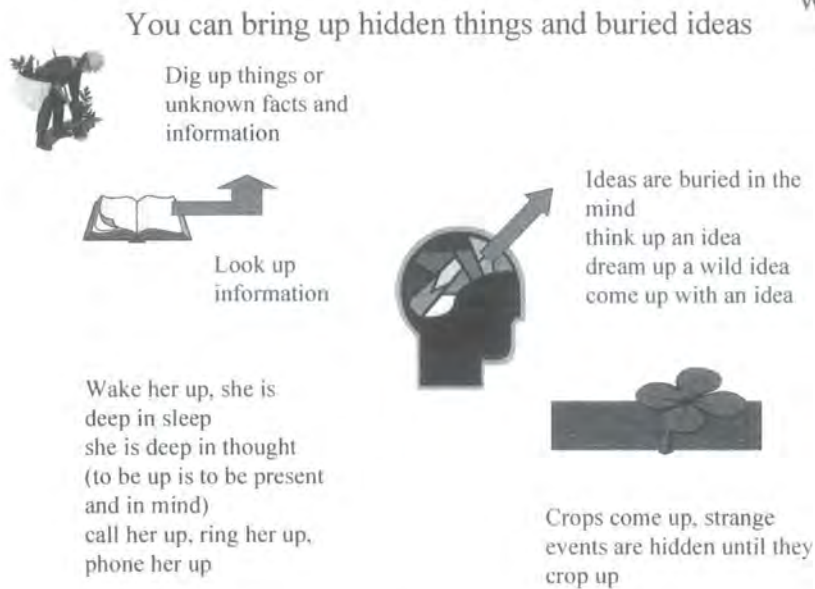 You can bring up hidden things and buried ideas
Dig up things or
unknown facts and
information
Look up
information
Ideas are buried in the
mind
think up an idea
dream up a wild idea
come up with an idea
Wake her up, she is
deep in sleep
she is deep in thought
(to be up is to be present
and in mind)
call her up, ring her up,
phone her up
Crops come up, strange
events are hidden until they
crop up